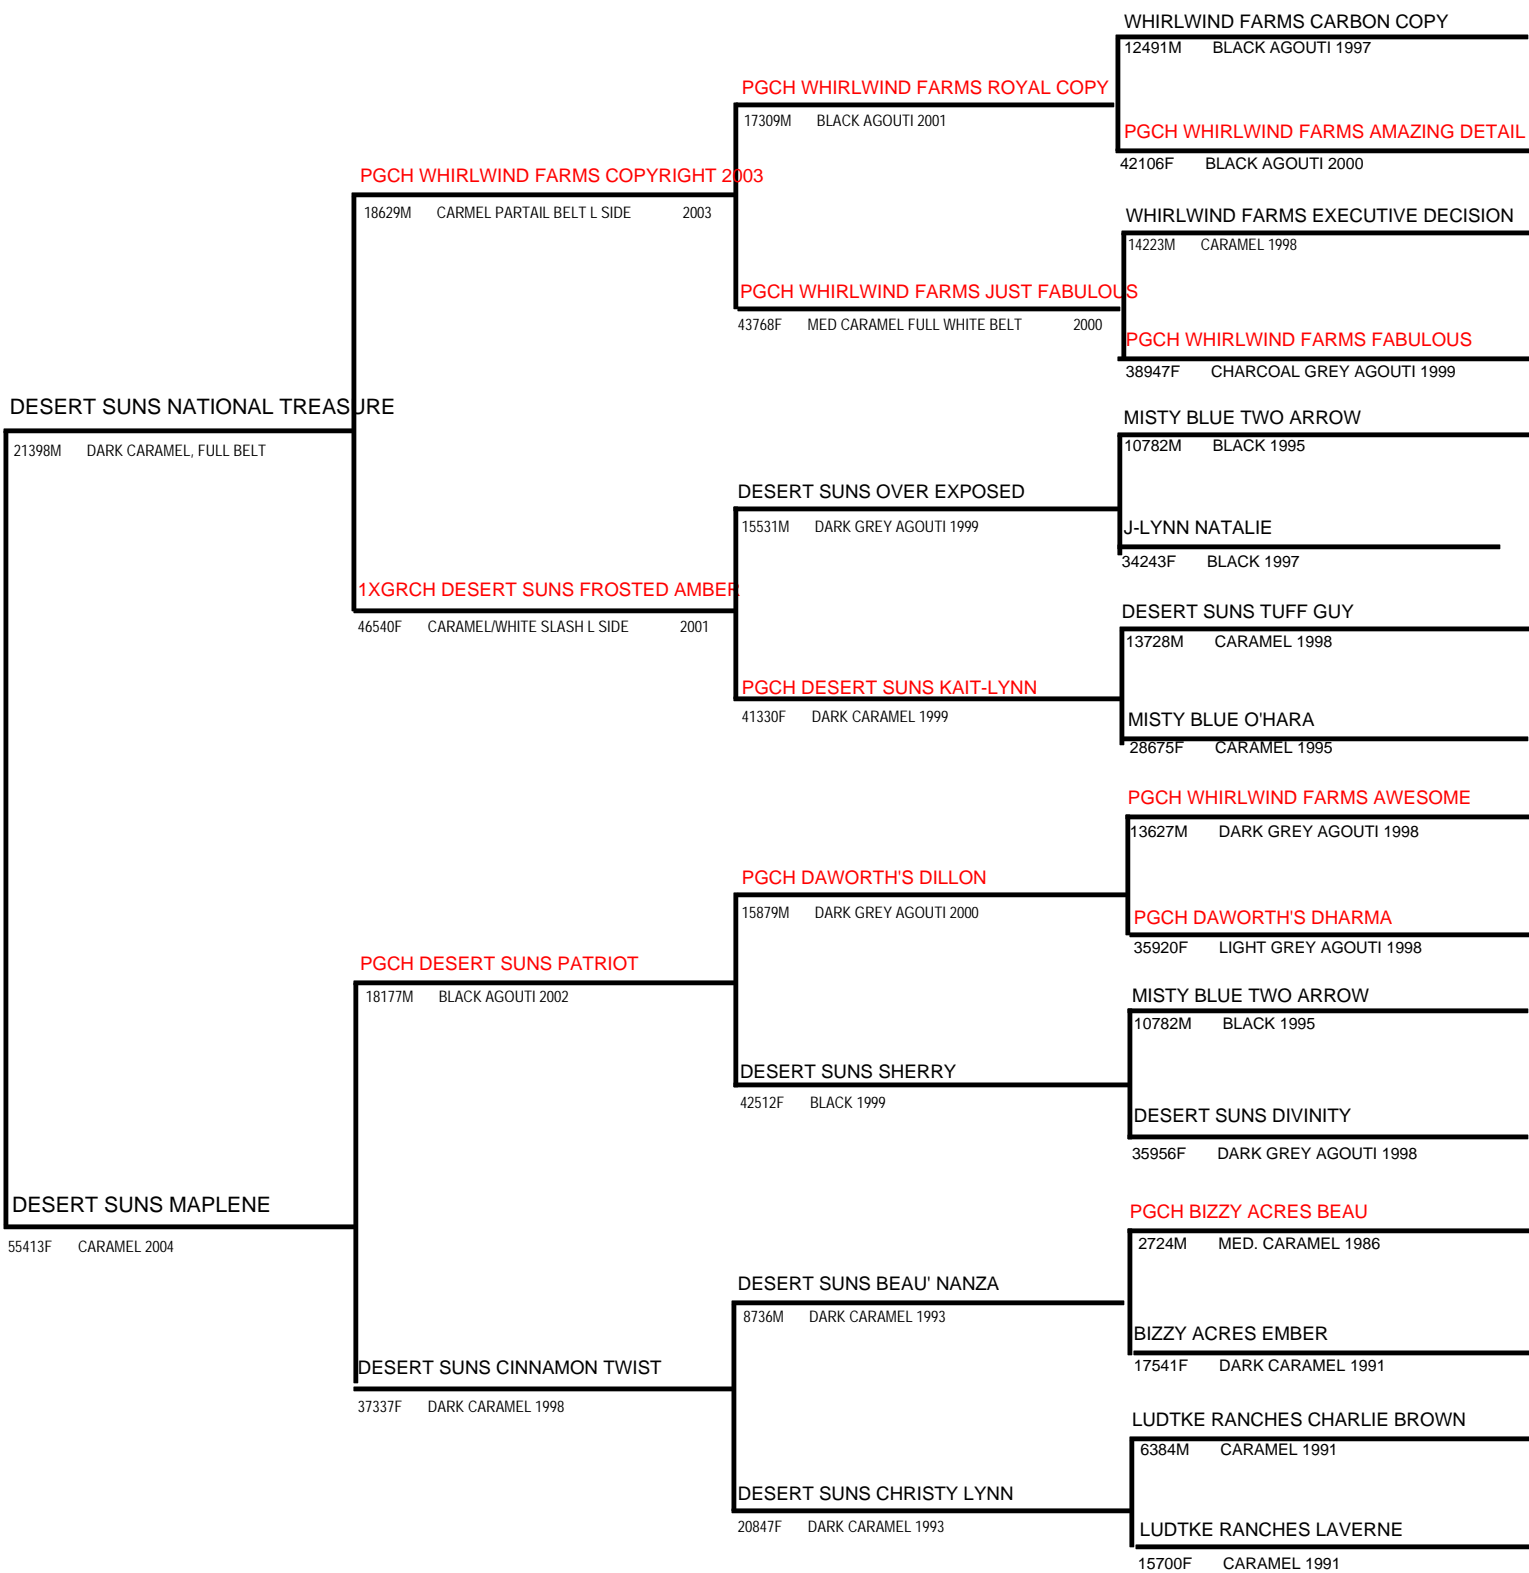 WHIRLWIND FARMS CARBON COPY
12491M BLACK AGOUTI 1997
PGCH WHIRLWIND FARMS ROYAL COPY
17309M BLACK AGOUTI 2001
PGCH WHIRLWIND FARMS AMAZING DETAIL
42106F BLACK AGOUTI 2000
PGCH WHIRLWIND FARMS COPYRIGHT 2003
18629M CARMEL PARTAIL BELT L SIDE 2003
WHIRLWIND FARMS EXECUTIVE DECISION
14223M CARAMEL 1998
PGCH WHIRLWIND FARMS JUST FABULOUS
43768F MED CARAMEL FULL WHITE BELT 2000
PGCH WHIRLWIND FARMS FABULOUS
38947F CHARCOAL GREY AGOUTI 1999
DESERT SUNS NATIONAL TREASURE
21398M DARK CARAMEL, FULL BELT
MISTY BLUE TWO ARROW
10782M BLACK 1995
DESERT SUNS OVER EXPOSED
15531M DARK GREY AGOUTI 1999
J-LYNN NATALIE
34243F BLACK 1997
1XGRCH DESERT SUNS FROSTED AMBER
46540F CARAMEL/WHITE SLASH L SIDE 2001
DESERT SUNS TUFF GUY
13728M CARAMEL 1998
PGCH DESERT SUNS KAIT-LYNN
41330F DARK CARAMEL 1999
MISTY BLUE O'HARA
28675F CARAMEL 1995
PGCH WHIRLWIND FARMS AWESOME
13627M DARK GREY AGOUTI 1998
PGCH DAWORTH'S DILLON
15879M DARK GREY AGOUTI 2000
PGCH DAWORTH'S DHARMA
35920F LIGHT GREY AGOUTI 1998
PGCH DESERT SUNS PATRIOT
18177M BLACK AGOUTI 2002
MISTY BLUE TWO ARROW
10782M BLACK 1995
DESERT SUNS SHERRY
42512F BLACK 1999
DESERT SUNS DIVINITY
35956F DARK GREY AGOUTI 1998
DESERT SUNS MAPLENE
55413F CARAMEL 2004
PGCH BIZZY ACRES BEAU
2724M MED. CARAMEL 1986
DESERT SUNS BEAU' NANZA
8736M DARK CARAMEL 1993
BIZZY ACRES EMBER
17541F DARK CARAMEL 1991
DESERT SUNS CINNAMON TWIST
37337F DARK CARAMEL 1998
LUDTKE RANCHES CHARLIE BROWN
6384M CARAMEL 1991
DESERT SUNS CHRISTY LYNN
20847F DARK CARAMEL 1993
LUDTKE RANCHES LAVERNE
15700F CARAMEL 1991